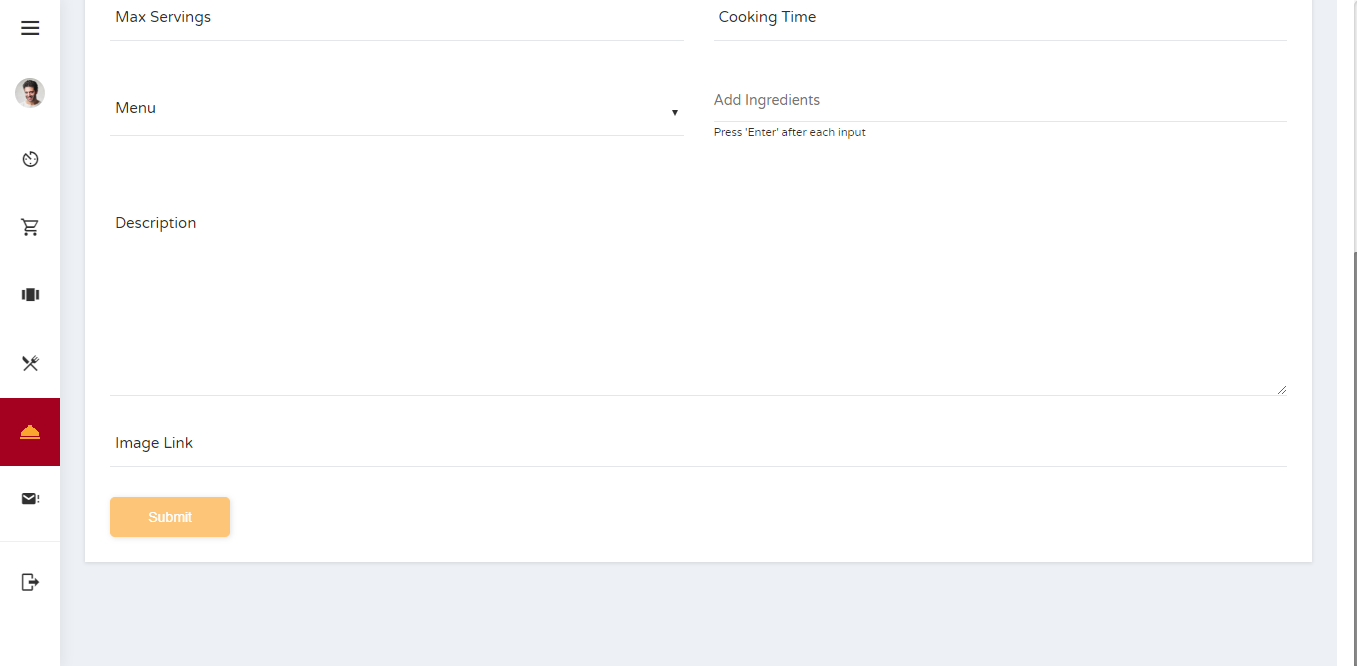 Max Servings
Cooking Time
Menu
Add Ingredients
Press 'Enter' after each input
Description
Image Link
Submit